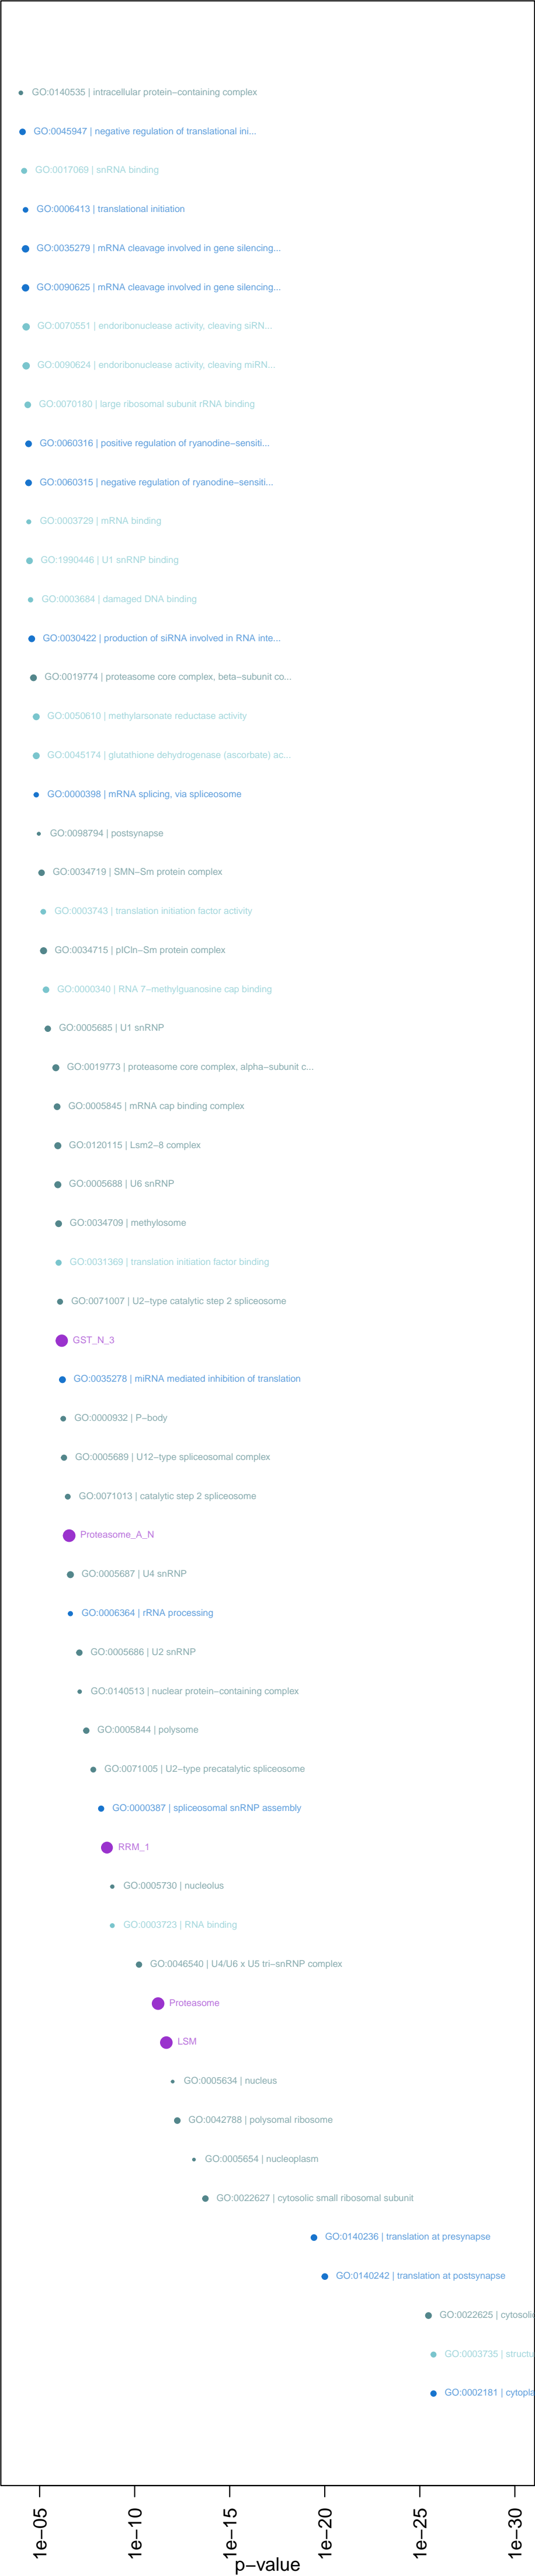 GO:0140535 | intracellular protein−containing complex
GO:0045947 | negative regulation of translational ini...
GO:0017069 | snRNA binding
GO:0006413 | translational initiation
GO:0035279 | mRNA cleavage involved in gene silencing...
GO:0090625 | mRNA cleavage involved in gene silencing...
GO:0070551 | endoribonuclease activity, cleaving siRN...
GO:0090624 | endoribonuclease activity, cleaving miRN...
GO:0070180 | large ribosomal subunit rRNA binding
GO:0060316 | positive regulation of ryanodine−sensiti...
GO:0060315 | negative regulation of ryanodine−sensiti...
GO:0003729 | mRNA binding
GO:1990446 | U1 snRNP binding
GO:0003684 | damaged DNA binding
GO:0030422 | production of siRNA involved in RNA inte...
GO:0019774 | proteasome core complex, beta−subunit co...
GO:0050610 | methylarsonate reductase activity
GO:0045174 | glutathione dehydrogenase (ascorbate) ac...
GO:0000398 | mRNA splicing, via spliceosome
GO:0098794 | postsynapse
GO:0034719 | SMN−Sm protein complex
GO:0003743 | translation initiation factor activity
GO:0034715 | pICln−Sm protein complex
GO:0000340 | RNA 7−methylguanosine cap binding
GO:0005685 | U1 snRNP
GO:0019773 | proteasome core complex, alpha−subunit c...
GO:0005845 | mRNA cap binding complex
GO:0120115 | Lsm2−8 complex
GO:0005688 | U6 snRNP
GO:0034709 | methylosome
GO:0031369 | translation initiation factor binding
GO:0071007 | U2−type catalytic step 2 spliceosome
GST_N_3
GO:0035278 | miRNA mediated inhibition of translation
GO:0000932 | P−body
GO:0005689 | U12−type spliceosomal complex
GO:0071013 | catalytic step 2 spliceosome
Proteasome_A_N
GO:0005687 | U4 snRNP
GO:0006364 | rRNA processing
GO:0005686 | U2 snRNP
GO:0140513 | nuclear protein−containing complex
GO:0005844 | polysome
GO:0071005 | U2−type precatalytic spliceosome
GO:0000387 | spliceosomal snRNP assembly
RRM_1
GO:0005730 | nucleolus
GO:0003723 | RNA binding
GO:0046540 | U4/U6 x U5 tri−snRNP complex
Proteasome
LSM
GO:0005634 | nucleus
GO:0042788 | polysomal ribosome
GO:0005654 | nucleoplasm
GO:0022627 | cytosolic small ribosomal subunit
GO:0140236 | translation at presynapse
GO:0140242 | translation at postsynapse
GO:0022625 | cytosoli
GO:0003735 | structu
GO:0002181 | cytopla
1e−05 1e−10 1e−15 1e−20 1e−25 1e−30
p−value